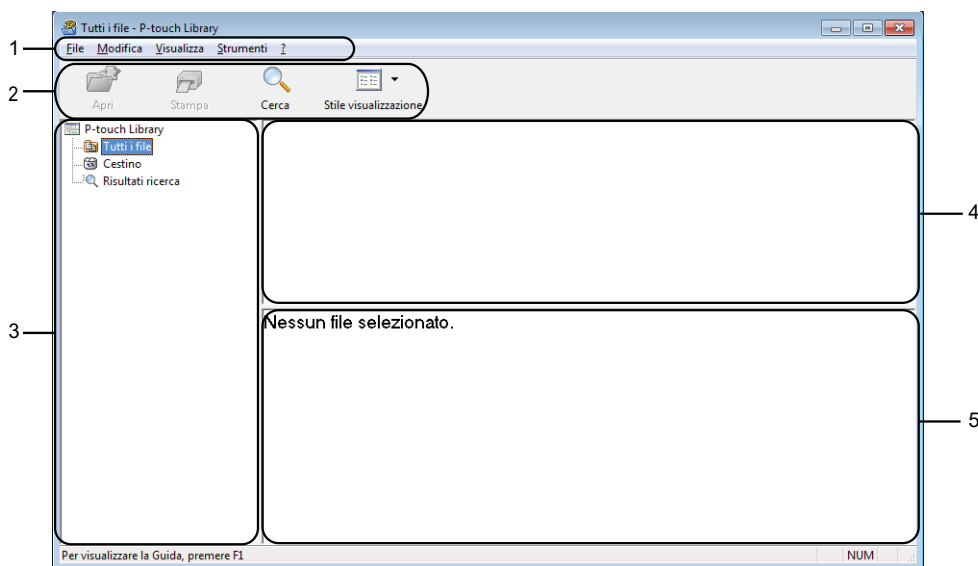 Tutti i file - P-touch Library
1
File Modifica Visualizza Strumenti ?
2
Apri Stampa Cerca Stile visualizzazione
P-touch Library
Tutti i file
Cestino
Risultati ricerca
4
3
Nessun file selezionato.
5
Per visualizzare la Guida, premere F1 NUM